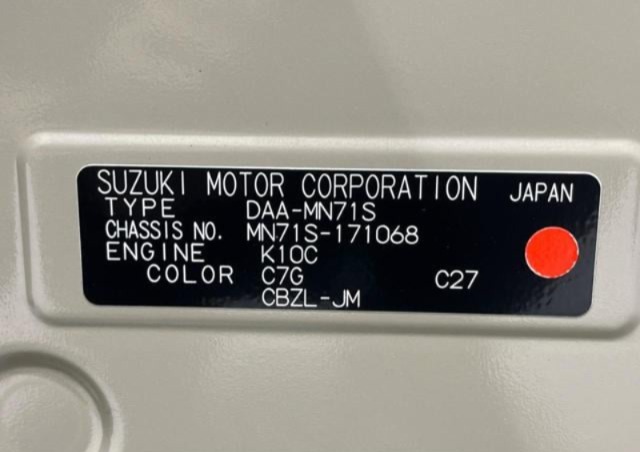 SUZUKI MOTOR CORPORATION JAPAN
TYPE DAA-MN71S
CHASSIS NO. MN71S-171068
ENGINE K10C
COLOR C7G C27
CBZL-JM